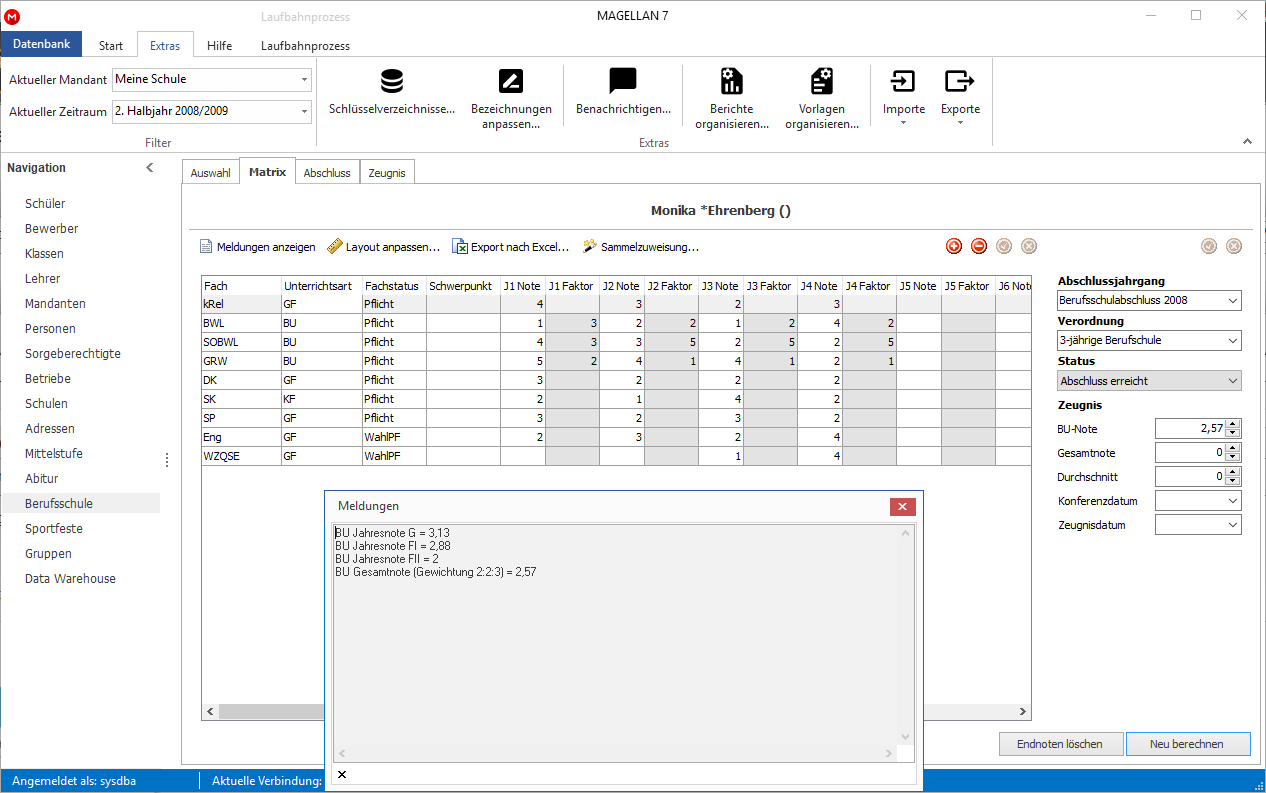 Laufbahnprozess
MAGELLAN 7
Datenbank Start Extras Hilfe Laufbahnprozess
Aktueller Mandant Meine Schule
Aktueller Zeitraum 2. Halbjahr 2008/2009
Filter
Schlüsselverzeichnisse...
Bezeichnungen
anpassen...
Benachrichtigen...
Berichte
organisieren...
Vorlagen
organisieren...
Importe
Exporte
Extras
Navigation
Schüler
Bewerber
Klassen
Lehrer
Mandanten
Personen
Sorgeberechtigte
Betriebe
Schulen
Adressen
Mittelstufe
Abitur
Berufsschule
Sportfeste
Gruppen
Data Warehouse
Auswahl Matrix Abschluss Zeugnis
Monika *Ehrenberg ()
Meldungen anzeigen Layout anpassen... Export nach Excel... Sammelzuweisung...
Fach Unterrichtsart Fachstatus Schwerpunkt J1 Note J1 Faktor J2 Note J2 Faktor J3 Note J3 Faktor J4 Note J4 Faktor J5 Note J5 Faktor J6 Note
kRel GF Pflicht 4 3 2 3
BWL BU Pflicht 1 3 2 2 1 2 4 2
SOBWL BU Pflicht 4 3 3 5 2 5 2 5
GRW BU Pflicht 5 2 4 1 4 1 2 1
DK GF Pflicht 3 2 2 2
SK KF Pflicht 2 1 4 2
SP GF Pflicht 3 2 3 2
Eng GF WahlPF 2 3 2 4
WZQSE GF WahlPF 1 4
Abschlussjahrgang
Berufsschulabschluss 2008
Verordnung
3-jährige Berufschule
Status
Abschluss erreicht
Zeugnis
BU-Note 2,57
Gesamtnote 0
Durchschnitt 0
Konferenzdatum
Zeugnisdatum
Meldungen
BU Jahresnote G = 3,13
BU Jahresnote FI = 2,88
BU Jahresnote FII = 2
BU Gesamtnote (Gewichtung 2:2:3) = 2,57
Endnoten löschen Neu berechnen
Angemeldet als: sysdba Aktuelle Verbindung: